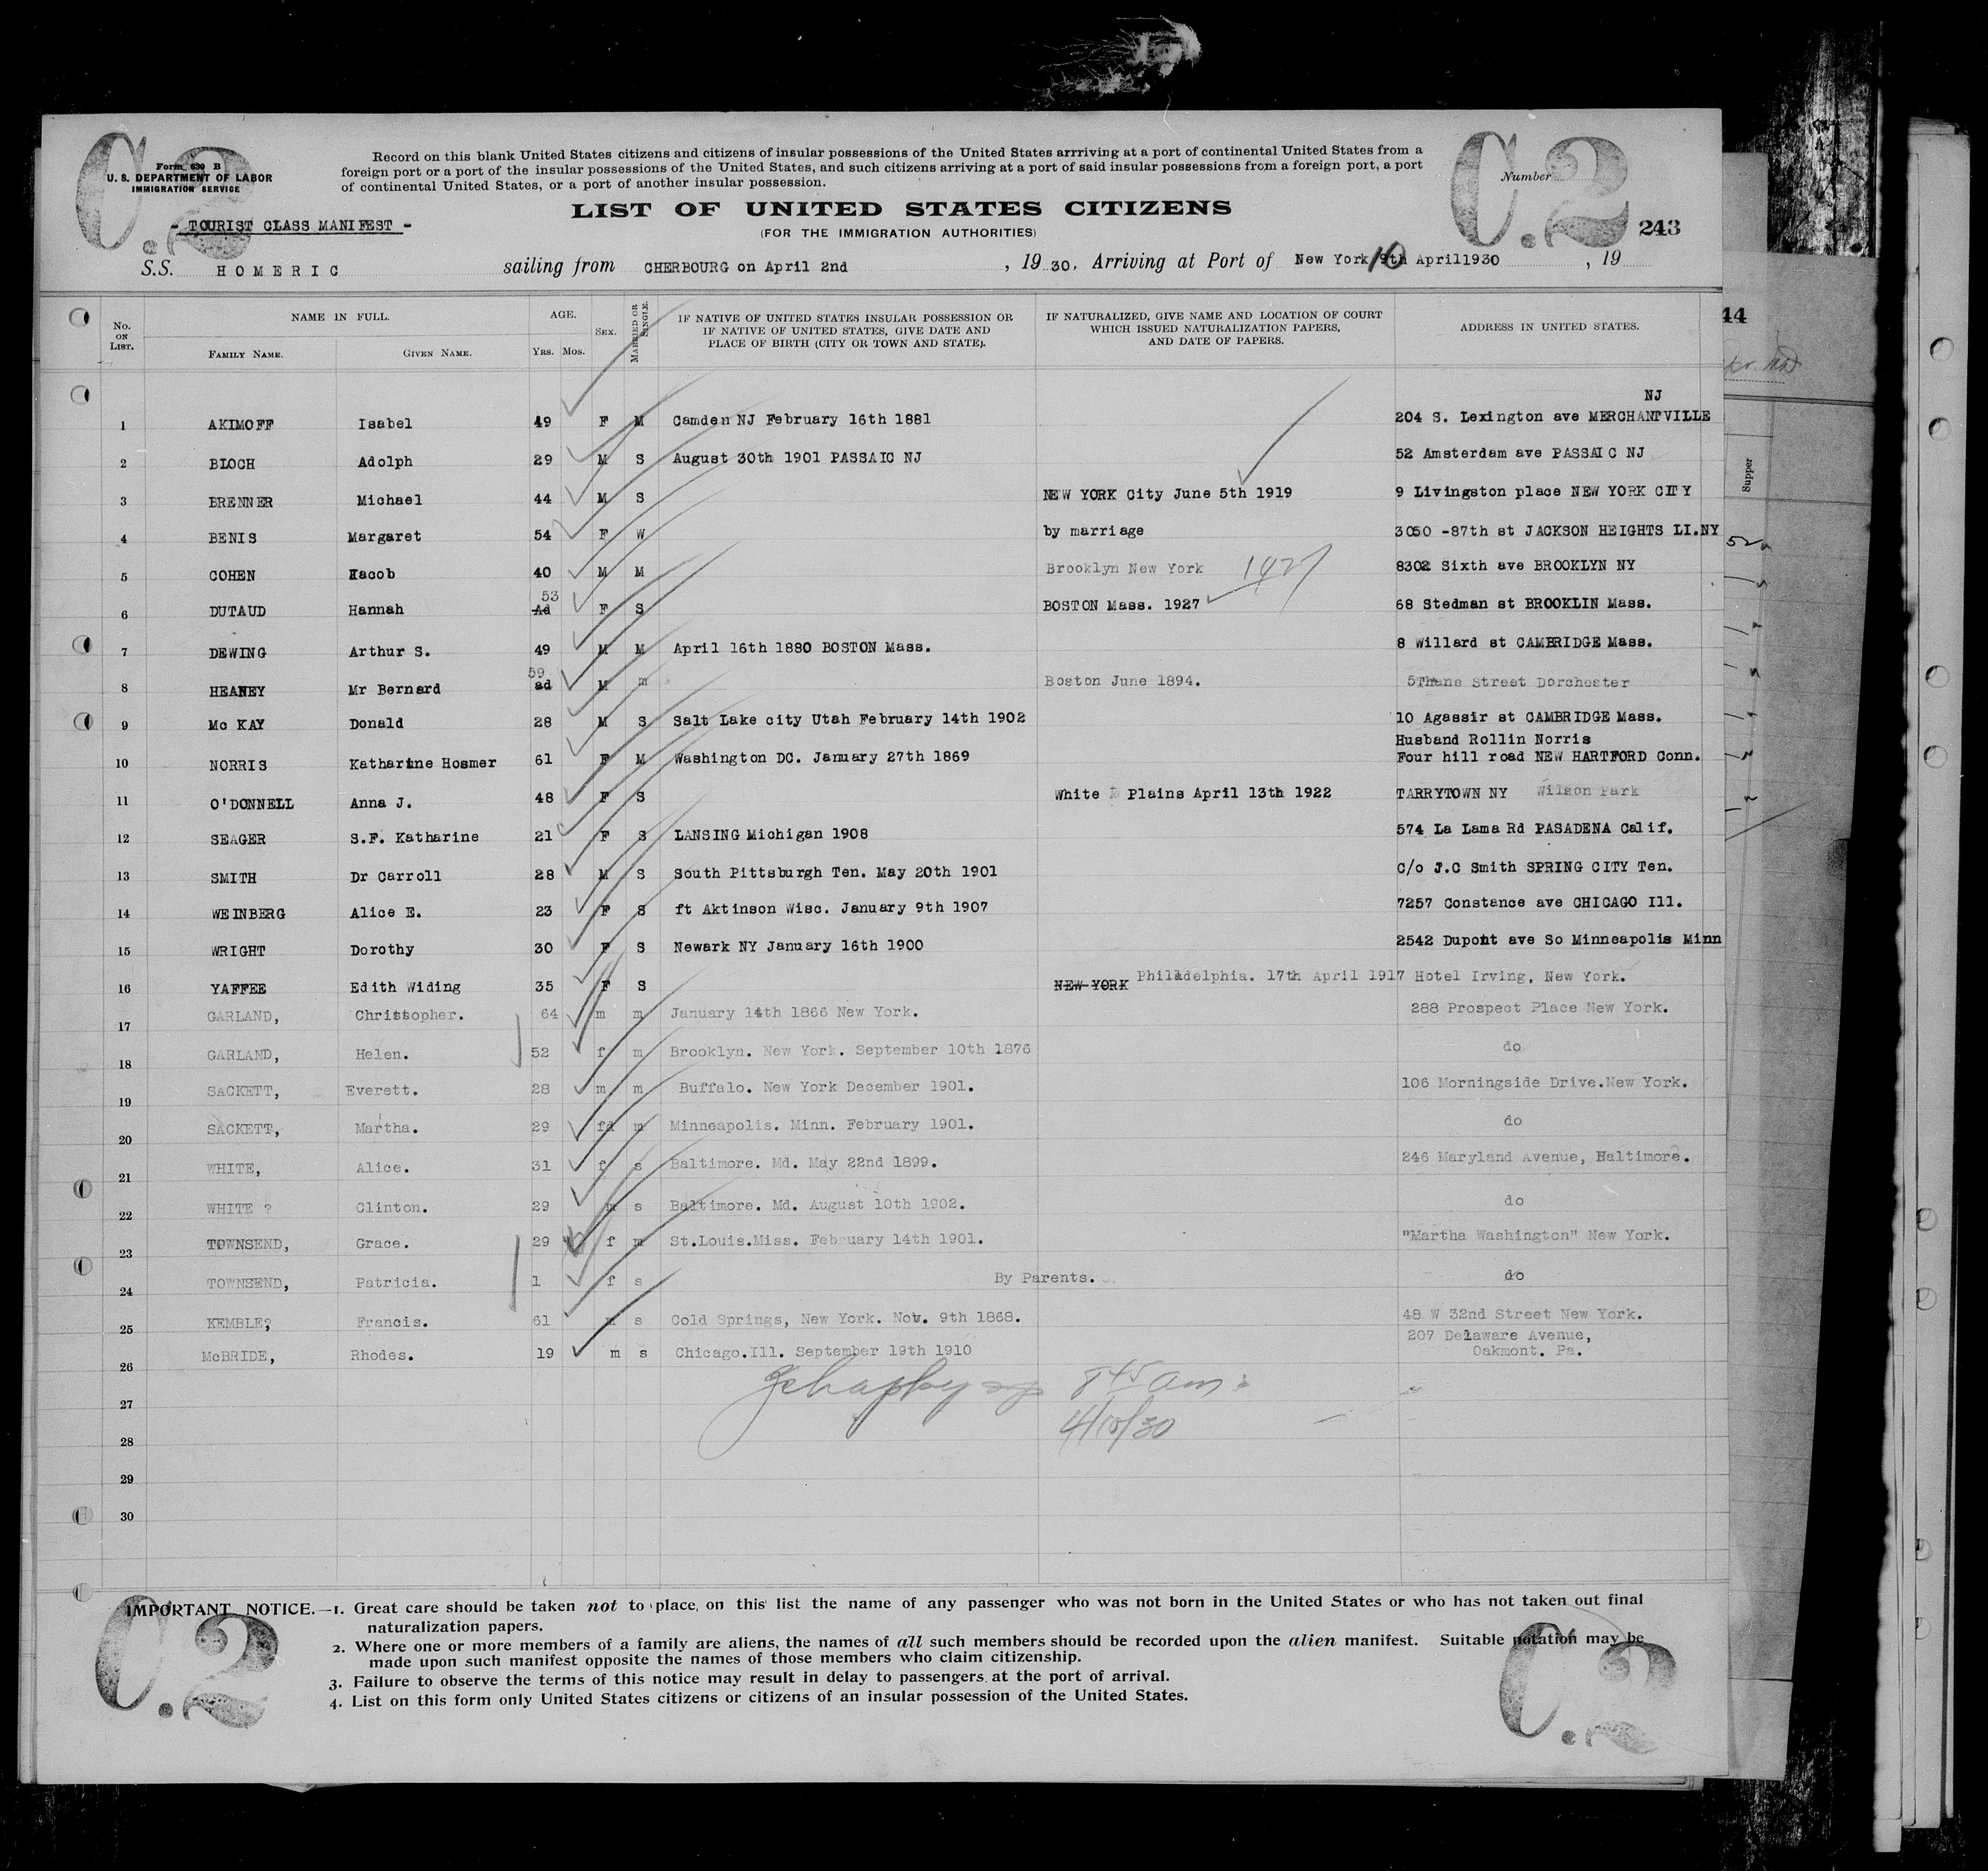 C.2
C.2
Form 630 B
U. S. DEPARTMENT OF LABOR
IMMIGRATION SERVICE
- TOURIST CLASS MANIFEST -
Record on this blank United States citizens and citizens of insular possessions of the United States arrriving at a port of continental United States from a
foreign port or a port of the insular possessions of the United States, and such citizens arriving at a port of said insular possessions from a foreign port, a port
of continental United States, or a port of another insular possession.
Number
LIST OF UNITED STATES CITIZENS
(FOR THE IMMIGRATION AUTHORITIES)
243
S.S. HOMERIC sailing from CHERBOURG on April 2nd , 19 30, Arriving at Port of New York 9th 10 April1930 , 19
No. ON LIST. NAME IN FULL. FAMILY NAME. GIVEN NAME. AGE. YRS. MOS. SEX. MARRIED OR SINGLE. IF NATIVE OF UNITED STATES INSULAR POSSESSION OR IF NATIVE OF UNITED STATES, GIVE DATE AND PLACE OF BIRTH (CITY OR TOWN AND STATE). IF NATURALIZED, GIVE NAME AND LOCATION OF COURT WHICH ISSUED NATURALIZATION PAPERS, AND DATE OF PAPERS. ADDRESS IN UNITED STATES.
44
NJ
1 AKIMOFF Isabel 49 F M Camden NJ February 16th 1881 204 S. Lexington ave MERCHANTVILLE
2 BLOCH Adolph 29 M S August 30th 1901 PASSAIC NJ 52 Amsterdam ave PASSAIC NJ
Supper
3 BRENNER Michael 44 M S NEW YORK City June 5th 1919 9 Livingston place NEW YORK CITY
4 BENIS Margaret 54 F W by marriage 3050 -87th st JACKSON HEIGHTS LI.NY
52
5 COHEN Jacob 40 M M Brooklyn New York 1927 8302 Sixth ave BROOKLYN NY
53
6 DUTAUD Hannah Ad F S BOSTON Mass. 1927 68 Stedman st BROOKLIN Mass.
7 DEWING Arthur S. 49 M M April 16th 1880 BOSTON Mass. 8 Willard st CAMBRIDGE Mass.
59
8 HEANEY Mr Bernard ad M m Boston June 1894. 5Thane Street Dorchester
9 Mc KAY Donald 28 M S Salt Lake city Utah February 14th 1902 10 Agassir st CAMBRIDGE Mass.
Husband Rollin Norris
10 NORRIS Katharine Hosmer 61 F M Washington DC. January 27th 1869 Four hill road NEW HARTFORD Conn.
11 O'DONNELL Anna J. 48 F S White Plains April 13th 1922 TARRYTOWN NY Wilson Park
12 SEAGER S.F. Katharine 21 F S LANSING Michigan 1908 574 La Lama Rd PASADENA Calif.
13 SMITH Dr Carroll 28 M S South Pittsburgh Ten. May 20th 1901 C/o J.C Smith SPRING CITY Ten.
14 WEINBERG Alice E. 23 F S ft Aktinson Wisc. January 9th 1907 7257 Constance ave CHICAGO Ill.
15 WRIGHT Dorothy 30 F S Newark NY January 16th 1900 2542 Dupont ave So Minneapolis Minn
16 YAFFEE Edith Widing 35 F S NEW YORK Philadelphia. 17th April 1917 Hotel Irving, New York.
17 GARLAND, Christopher. 64 m m January 14th 1866 New York. 288 Prospect Place New York.
18 GARLAND, Helen. 52 f m Brooklyn. New York. September 10th 1876 do
19 SACKETT, Everett. 28 m m Buffalo. New York December 1901. 106 Morningside Drive.New York.
20 SACKETT, Martha. 29 f m Minneapolis. Minn. February 1901. do
21 WHITE, Alice. 31 f s Baltimore. Md. May 22nd 1899. 246 Maryland Avenue, Baltimore.
22 WHITE ? Clinton. 29 m s Baltimore. Md. August 10th 1902. do
23 TOWNSEND, Grace. 29 f m St.Louis.Miss. February 14th 1901. "Martha Washington" New York.
24 TOWNSEND, Patricia. 1 f s By Parents. do
25 KEMBLE? Francis. 61 m s Cold Springs, New York. Nov. 9th 1868. 48 W 32nd Street New York.
26 McBRIDE, Rhodes. 19 m s Chicago.Ill. September 19th 1910 207 Delaware Avenue,
Oakmont. Pa.
8 45 am
27
4/10/30
28
29
30
IMPORTANT NOTICE.—1. Great care should be taken not to place on this list the name of any passenger who was not born in the United States or who has not taken out final
naturalization papers.
2. Where one or more members of a family are aliens, the names of all such members should be recorded upon the alien manifest. Suitable notation may be
made upon such manifest opposite the names of those members who claim citizenship.
3. Failure to observe the terms of this notice may result in delay to passengers at the port of arrival.
4. List on this form only United States citizens or citizens of an insular possession of the United States.
C.2
C.2